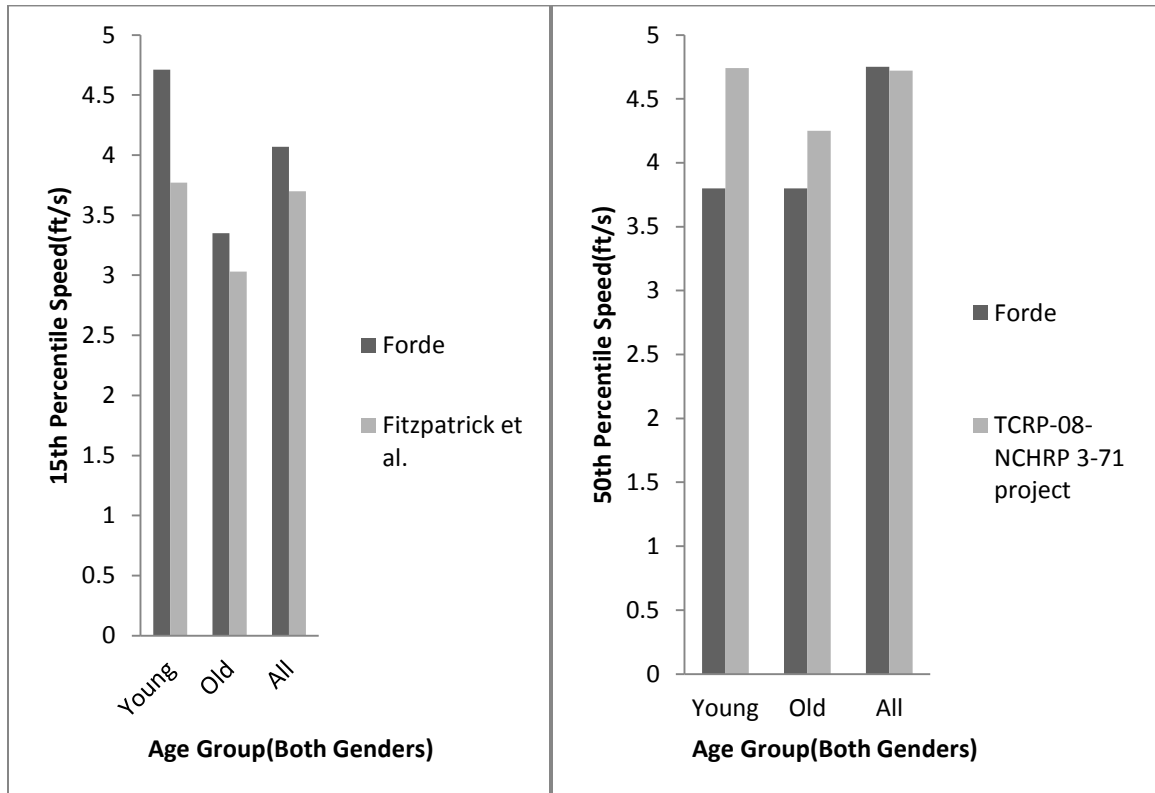 15th Percentile Speed(ft/s)
5
4.5
4
3.5
3
2.5
2
1.5
1
0.5
0
Young
Old
All
Age Group(Both Genders)
Forde
Fitzpatrick et
al.
50th Percentile Speed(ft/s)
5
4.5
4
3.5
3
2.5
2
1.5
1
0.5
0
Young
Old
All
Age Group(Both Genders)
Forde
TCRP-08-
NCHRP 3-71
project